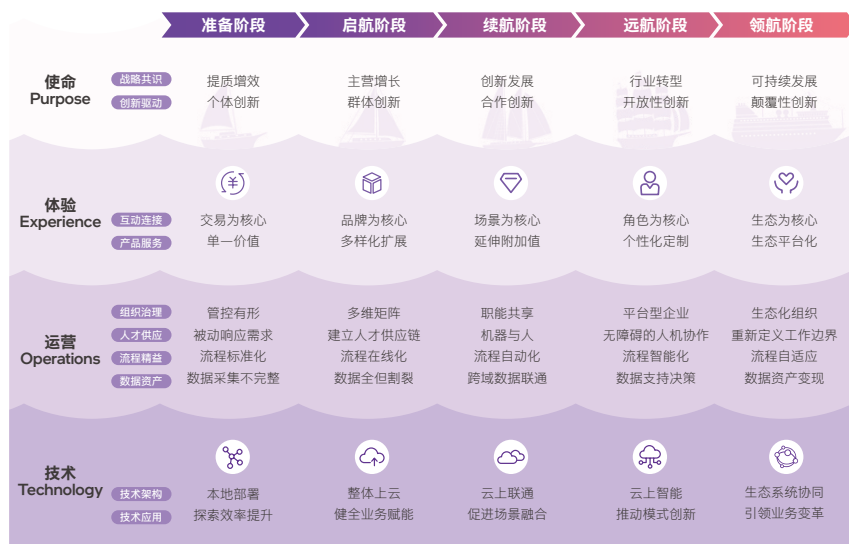 准备阶段 启航阶段 续航阶段 远航阶段 领航阶段
使命
Purpose
战略共识 提质增效 主营增长 创新发展 行业转型 可持续发展
创新驱动 个体创新 群体创新 合作创新 开放性创新 颠覆性创新
体验
Experience
互动连接 交易为核心 品牌为核心 场景为核心 角色为核心 生态为核心
产品服务 单一价值 多样化扩展 延伸附加值 个性化定制 生态平台化
运营
Operations
组织治理 管控有形 多维矩阵 职能共享 平台型企业 生态化组织
人才供应 被动响应需求 建立人才供应链 机器与人 无障碍的人机协作 重新定义工作边界
流程精益 流程标准化 流程在线化 流程自动化 流程智能化 流程自适应
数据资产 数据采集不完整 数据全但割裂 跨域数据联通 数据支持决策 数据资产变现
技术
Technology
技术架构 本地部署 整体上云 云上联通 云上智能 生态系统协同
技术应用 探索效率提升 健全业务赋能 促进场景融合 推动模式创新 引领业务变革